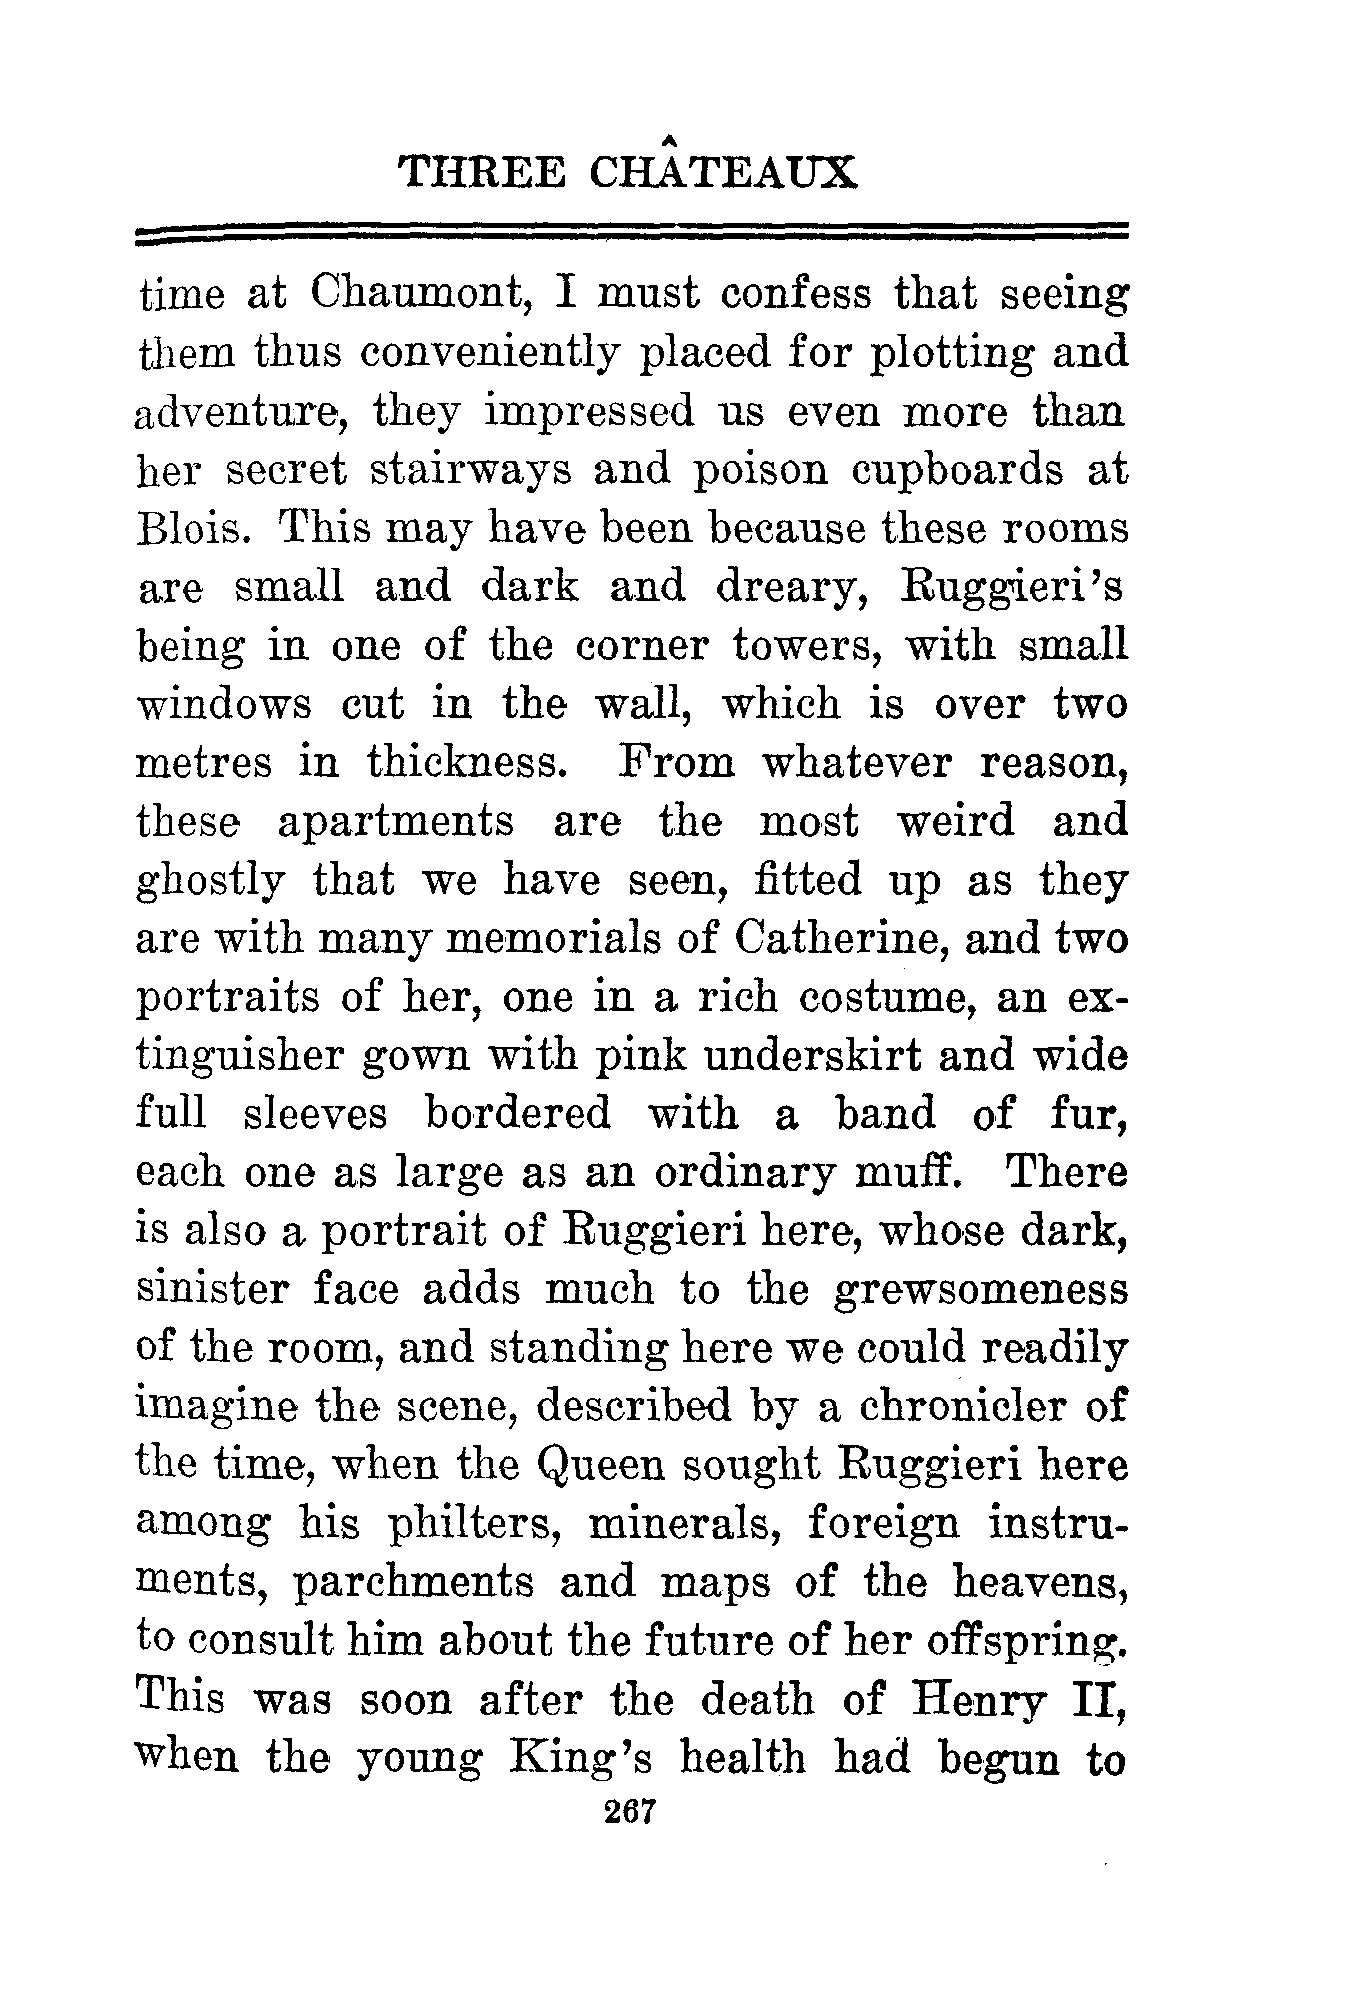 THREE CHÂTEAUX
time at Chaumont, I must confess that seeing
them thus conveniently placed for plotting and
adventure, they impressed us even more than
her secret stairways and poison cupboards at
Blois. This may have been because these rooms
are small and dark and dreary, Ruggieri's
being in one of the corner towers, with small
windows cut in the wall, which is over two
metres in thickness. From whatever reason,
these apartments are the most weird and
ghostly that we have seen, fitted up as they
are with many memorials of Catherine, and two
portraits of her, one in a rich costume, an ex-
tinguisher gown with pink underskirt and wide
full sleeves bordered with a band of fur,
each one as large as an ordinary muff. There
is also a portrait of Ruggieri here, whose dark,
sinister face adds much to the grewsomeness
of the room, and standing here we could readily
imagine the scene, described by a chronicler of
the time, when the Queen sought Ruggieri here
among his philters, minerals, foreign instru-
ments, parchments and maps of the heavens,
to consult him about the future of her offspring.
This was soon after the death of Henry II,
when the young King's health had begun to
267